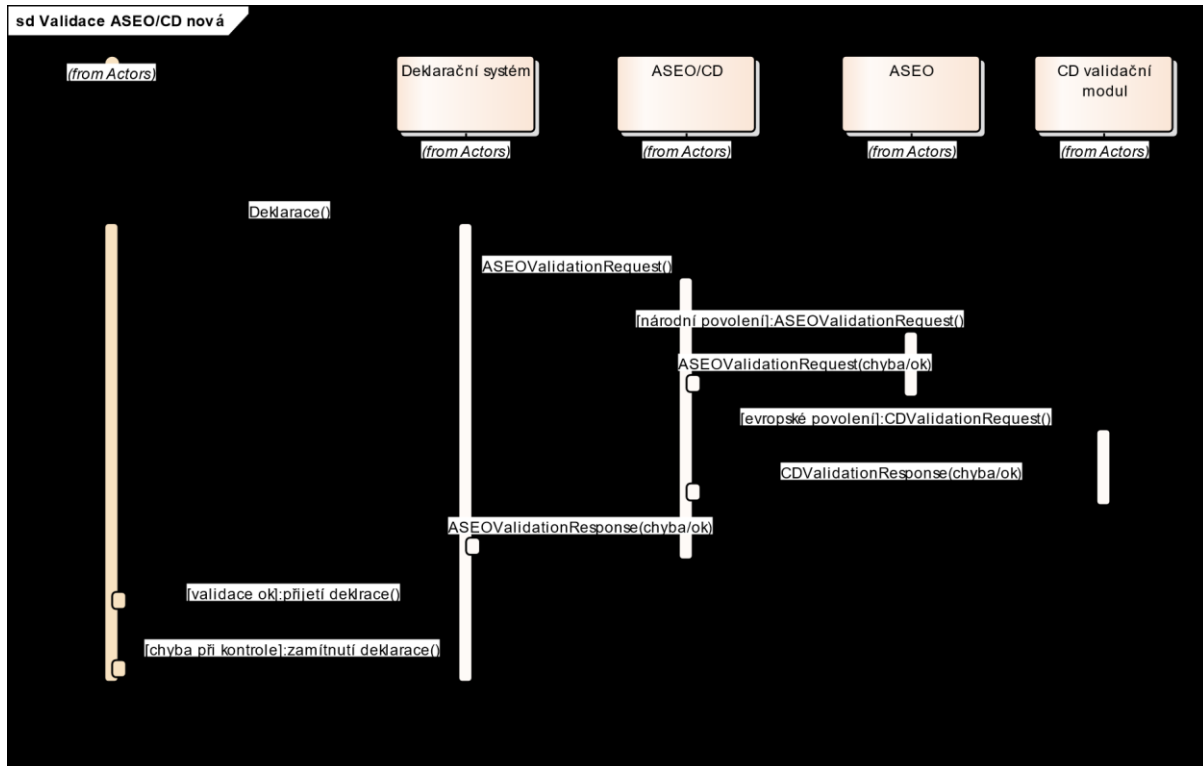 sd Validace ASEO/CD nová
(from Actors)
Deklarační systém
ASEO/CD
ASEO
CD validační
modul
(from Actors)
(from Actors)
(from Actors)
(from Actors)
Deklarace()
ASEOValidationRequest()
[národní povolení]:ASEOValidationRequest()
ASEOValidationRequest(chyba/ok)
[evropské povolení]:CDValidationRequest()
CDValidationResponse(chyba/ok)
ASEOValidationResponse(chyba/ok)
[validace ok]:přijetí deklrace()
[chyba při kontrole]:zamítnutí deklarace()